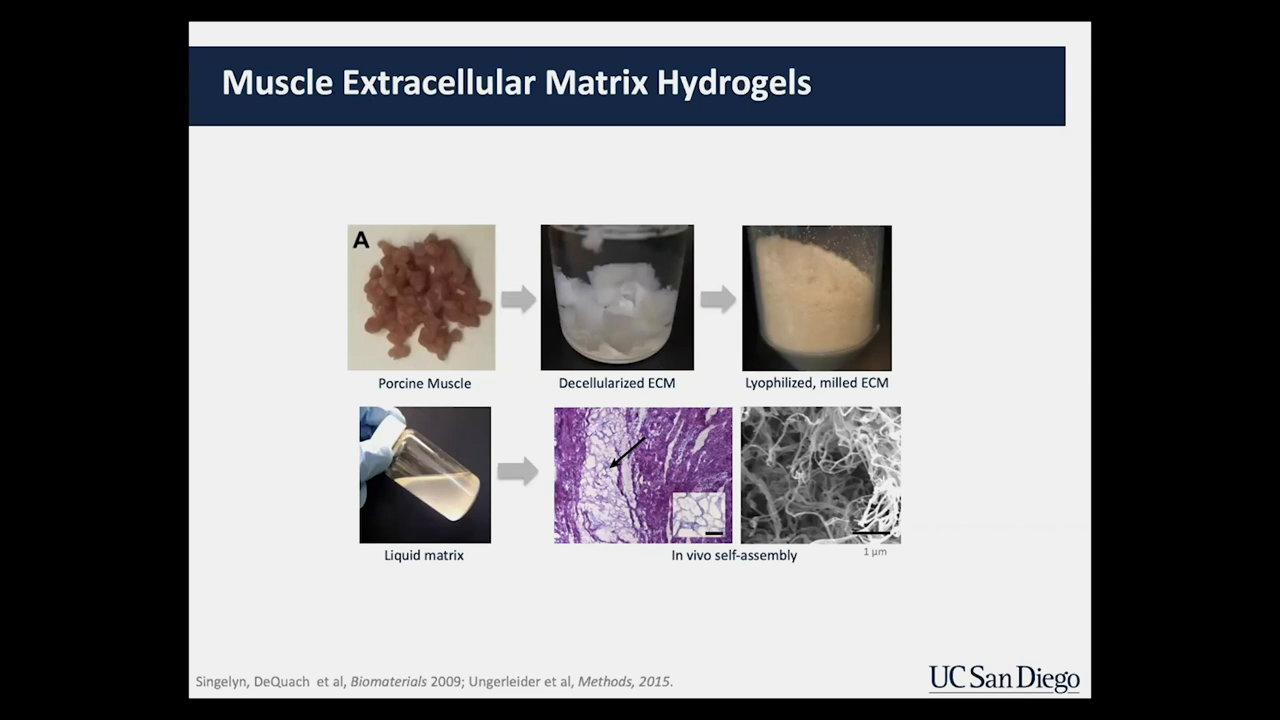 Muscle Extracellular Matrix Hydrogels
A
Porcine Muscle
Decellularized ECM
Lyophilized, milled ECM
Liquid matrix
In vivo self-assembly
1 µm
Singelyn, DeQuach et al, Biomaterials 2009; Ungerleider et al, Methods, 2015.
UC San Diego